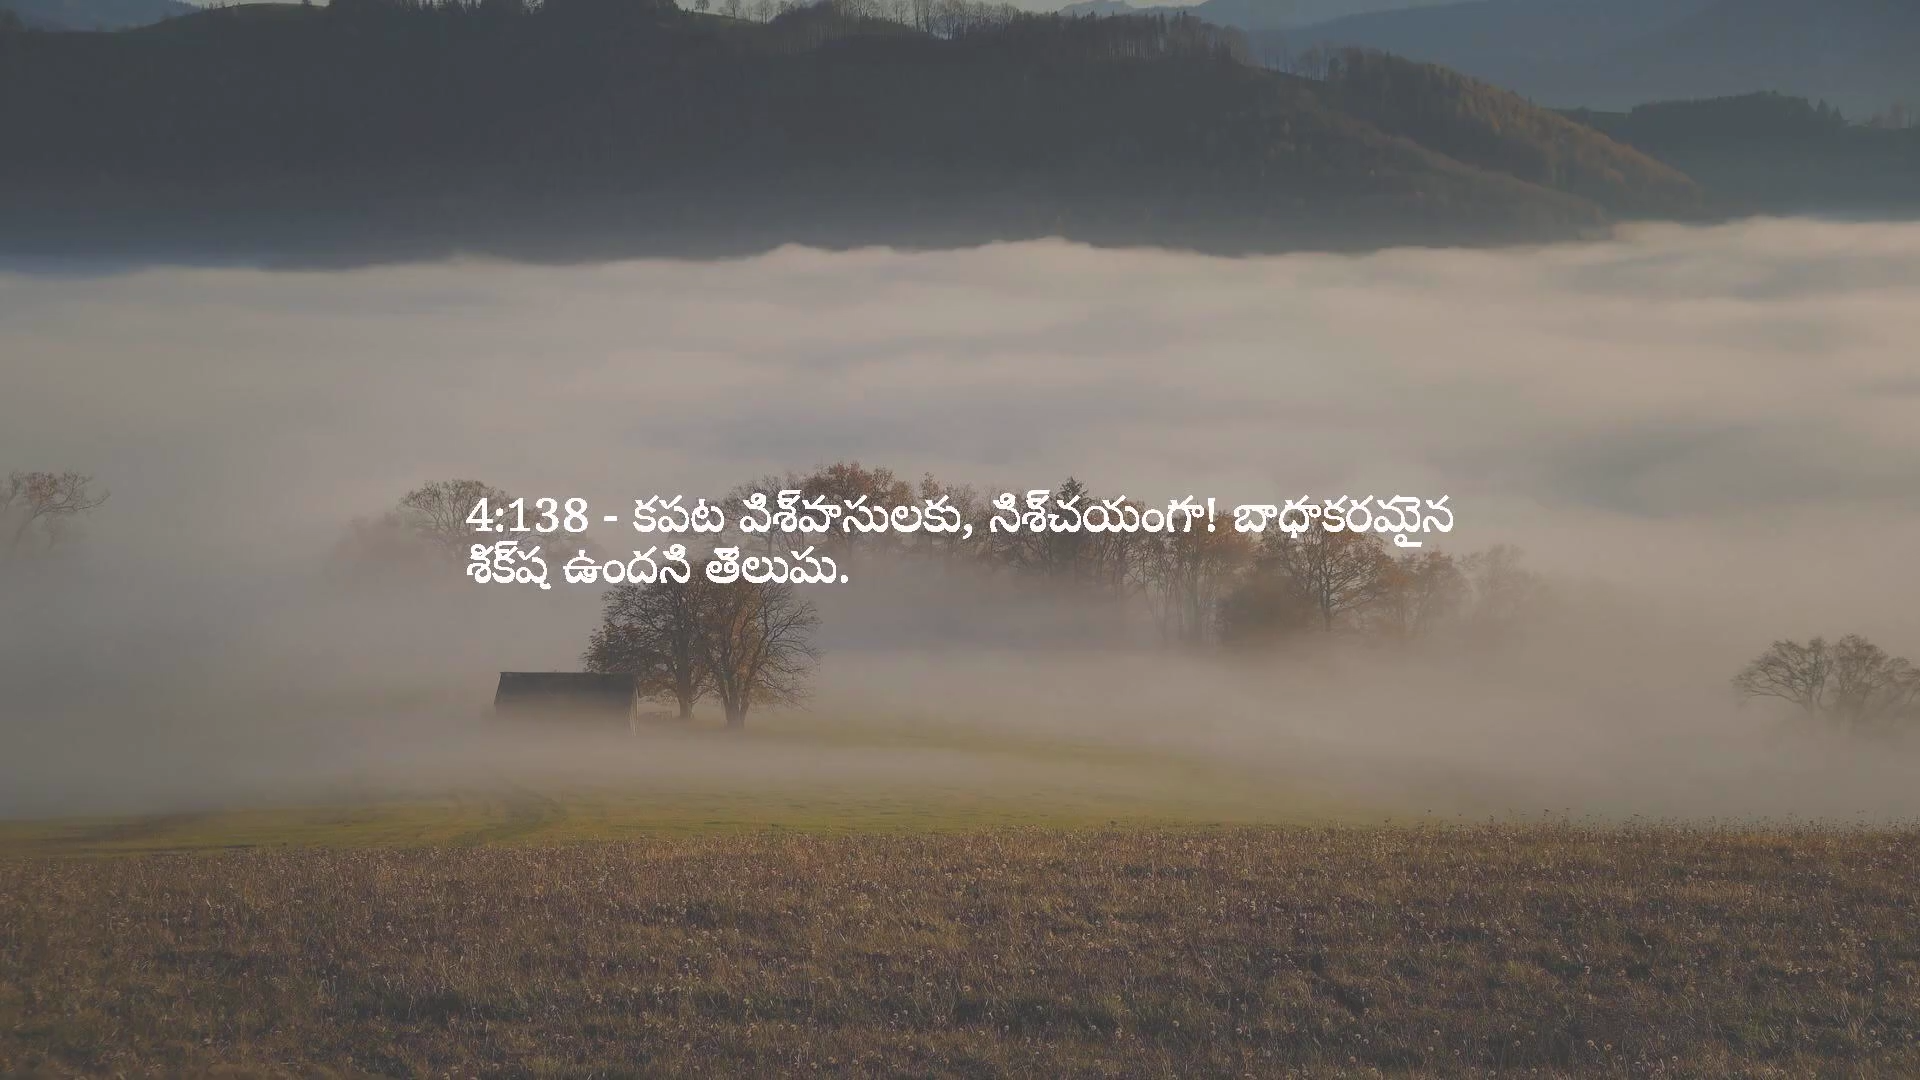 4:138 - కపట విశ్వాసులకు, నిశ్చయంగా! బాధాకరమైన
శిక్ష ఉందని తెలుపు.